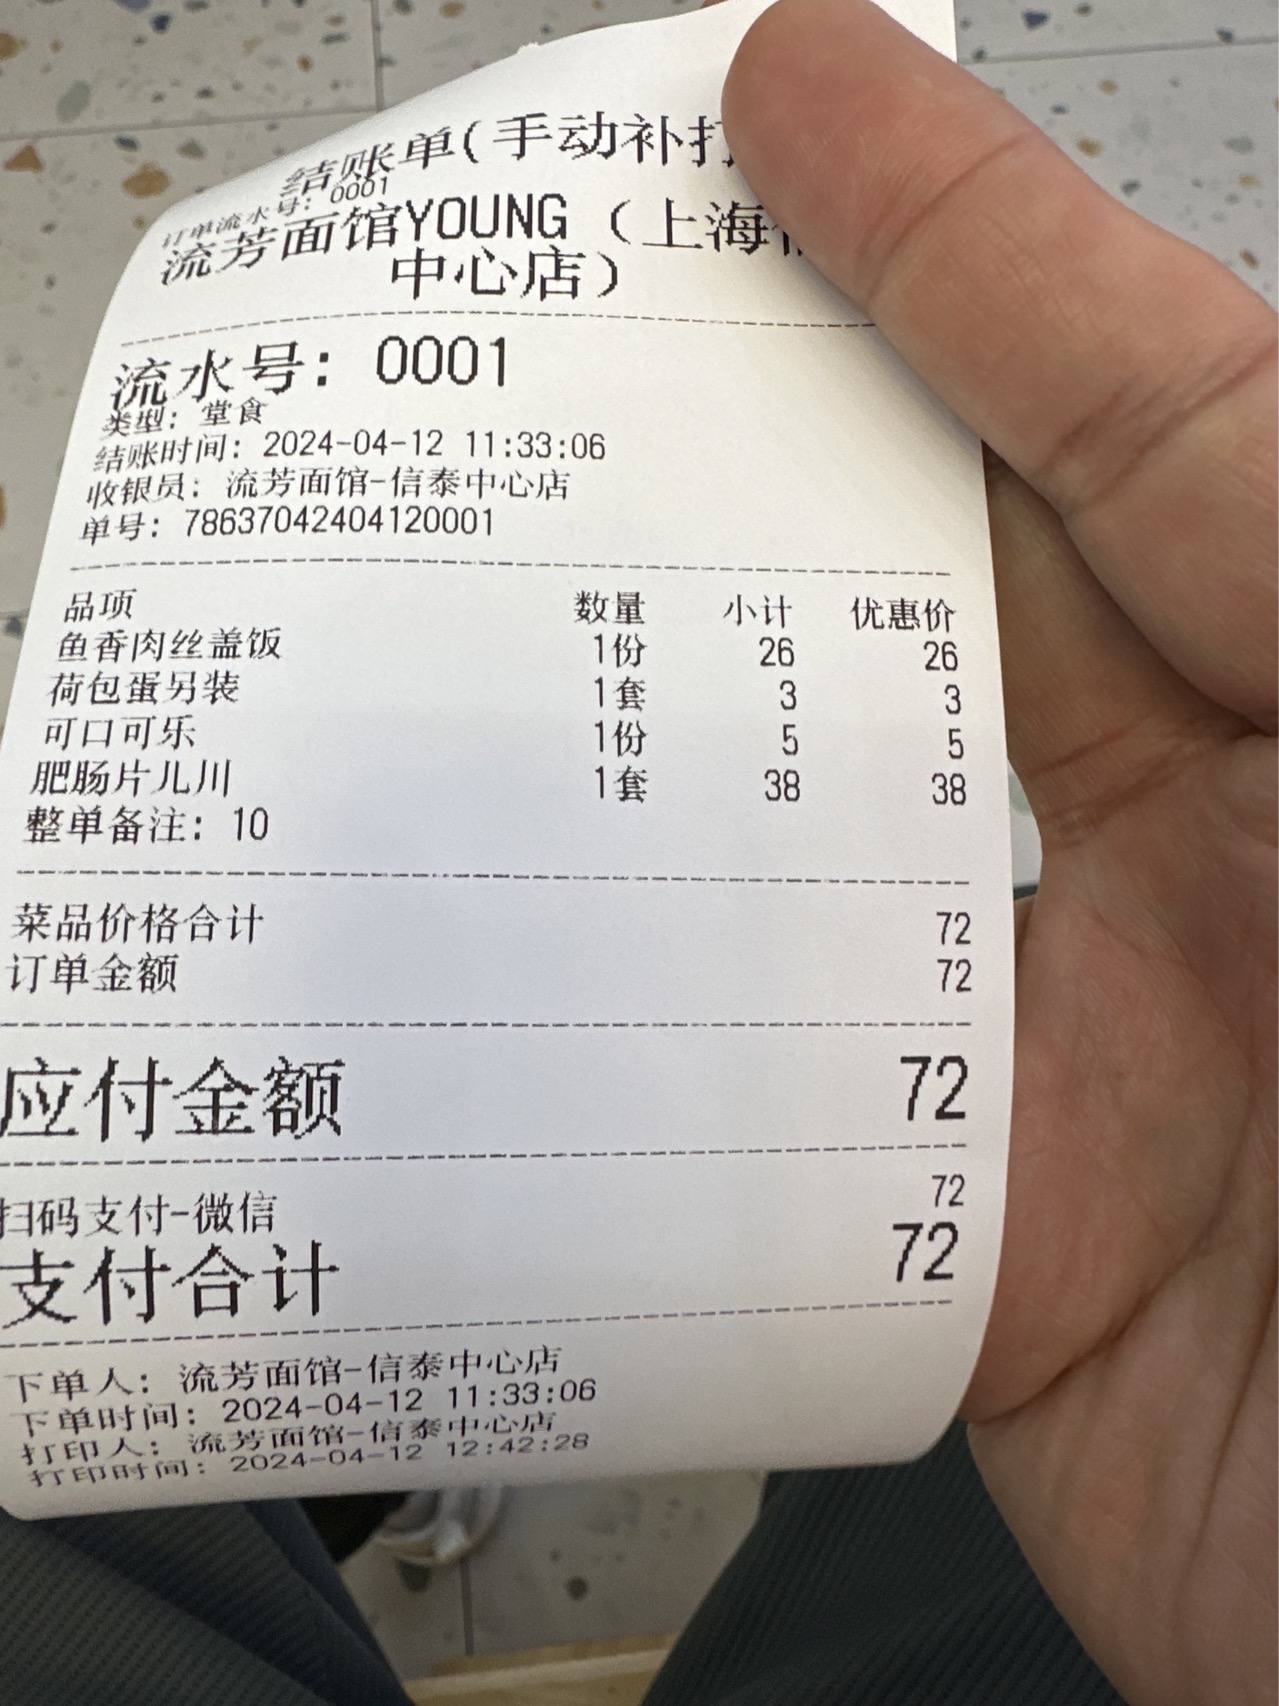 结账单(手动补打
订单流水号: 0001
流芳面馆YOUNG（上海
中心店）
流水号: 0001
类型: 堂食
结账时间: 2024-04-12 11:33:06
收银员: 流芳面馆-信泰中心店
单号: 78637042404120001
品项 数量 小计 优惠价
鱼香肉丝盖饭 1份 26 26
荷包蛋另装 1套 3 3
可口可乐 1份 5 5
肥肠片儿川 1套 38 38
整单备注: 10
菜品价格合计 72
订单金额 72
应付金额 72
扫码支付-微信 72
支付合计 72
下单人: 流芳面馆-信泰中心店
下单时间: 2024-04-12 11:33:06
打印人: 流芳面馆-信泰中心店
打印时间: 2024-04-12 12:42:28